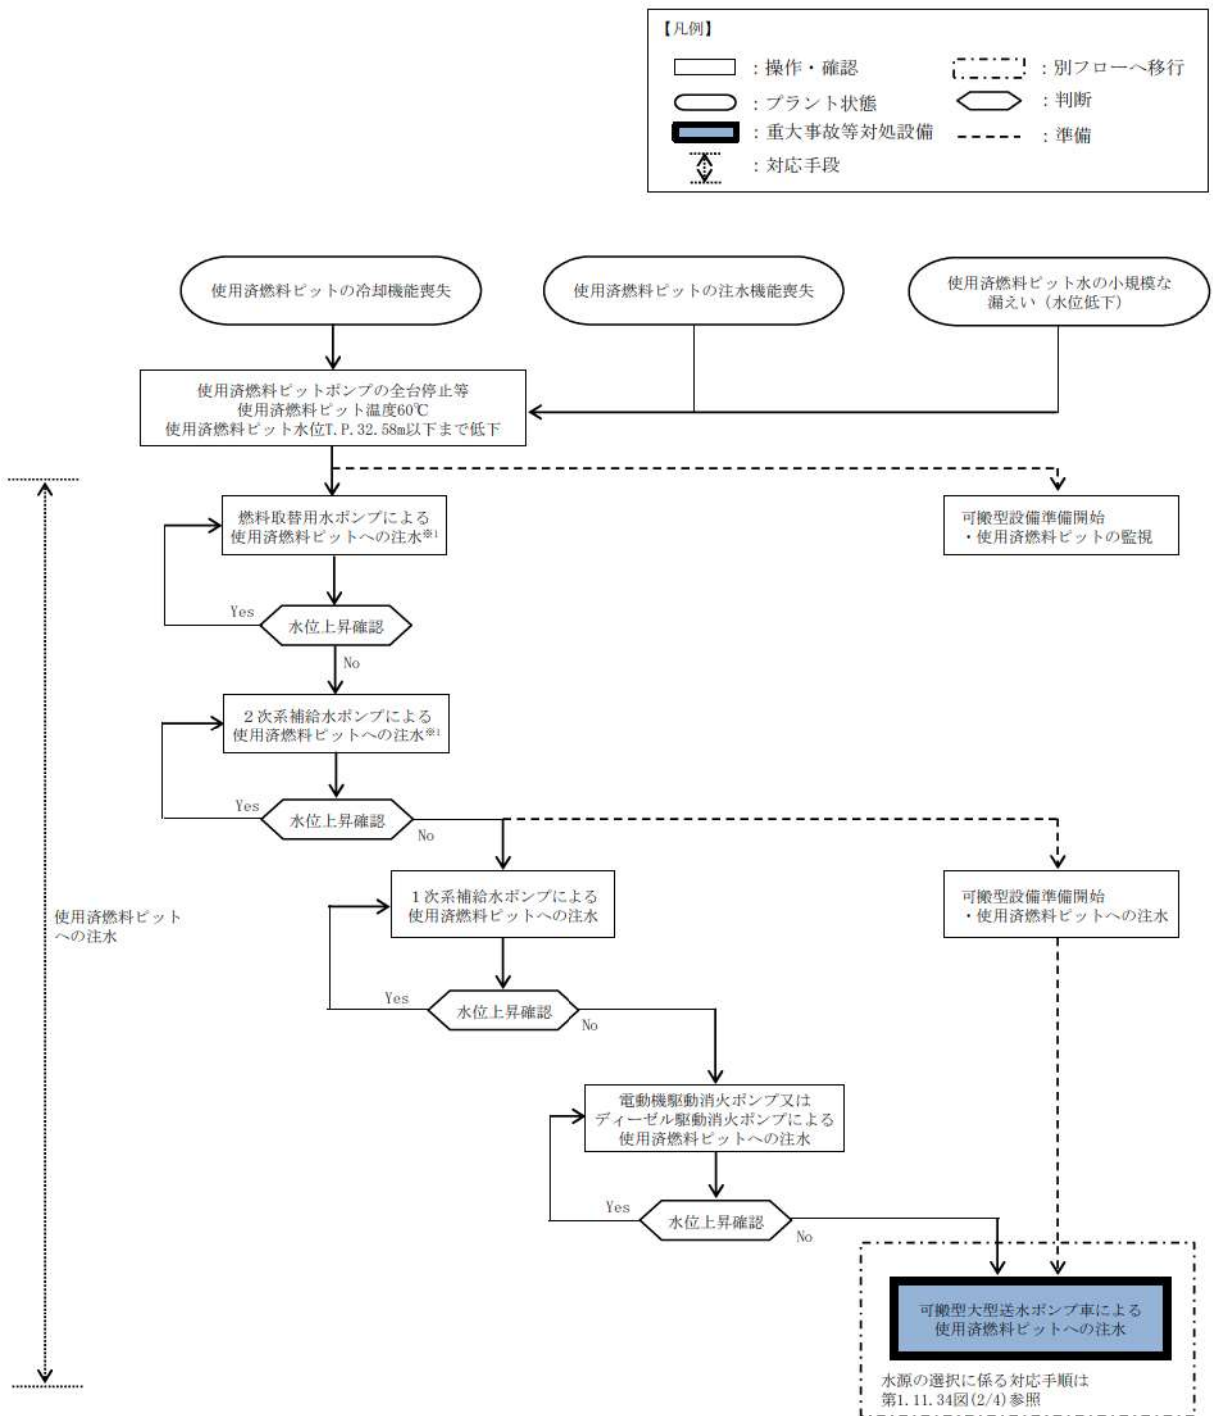 【凡例】
：操作・確認
：別フローへ移行
：プラント状態
：判断
：重大事故等対処設備
：準備
：対応手段
使用済燃料ピットの冷却機能喪失
使用済燃料ピットの注水機能喪失
使用済燃料ピット水の小規模な
漏えい（水位低下）
使用済燃料ピットポンプの全台停止等
使用済燃料ピット温度60℃
使用済燃料ピット水位T.P.32.58m以下まで低下
燃料取替用水ポンプによる
使用済燃料ピットへの注水※1
可搬型設備準備開始
・使用済燃料ピットの監視
Yes
水位上昇確認
No
２次系補給水ポンプによる
使用済燃料ピットへの注水※1
Yes
水位上昇確認
No
使用済燃料ピット
への注水
１次系補給水ポンプによる
使用済燃料ピットへの注水
可搬型設備準備開始
・使用済燃料ピットへの注水
Yes
水位上昇確認
No
電動機駆動消火ポンプ又は
ディーゼル駆動消火ポンプによる
使用済燃料ピットへの注水
Yes
水位上昇確認
No
可搬型大型送水ポンプ車による
使用済燃料ピットへの注水
水源の選択に係る対応手順は
第1.11.34図(2/4)参照